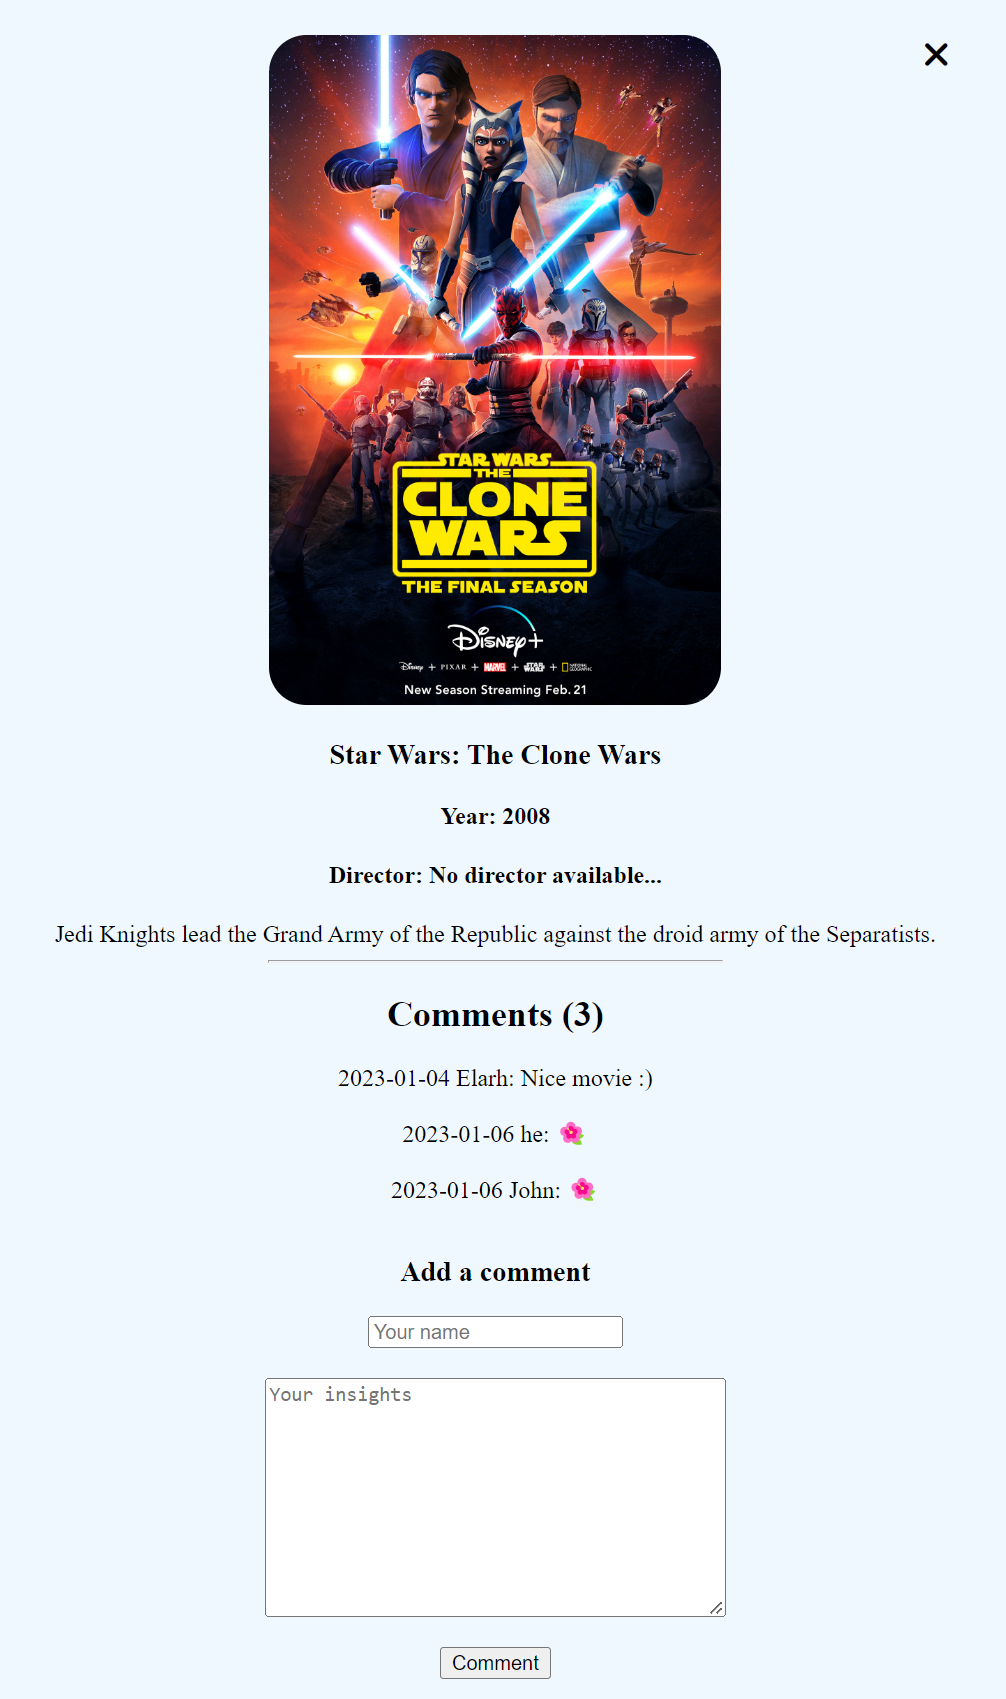 STAR WARS
THE
CLONE
WARS
THE FINAL SEASON
Disney+
Disney + PIXAR + MARVEL + STAR WARS + NATIONAL GEOGRAPHIC
New Season Streaming Feb. 21
Star Wars: The Clone Wars
Year: 2008
Director: No director available...
Jedi Knights lead the Grand Army of the Republic against the droid army of the Separatists.
Comments (3)
2023-01-04 Elarh: Nice movie :)
2023-01-06 he: 🌺
2023-01-06 John: 🌺
Add a comment
Your name
Your insights
Comment